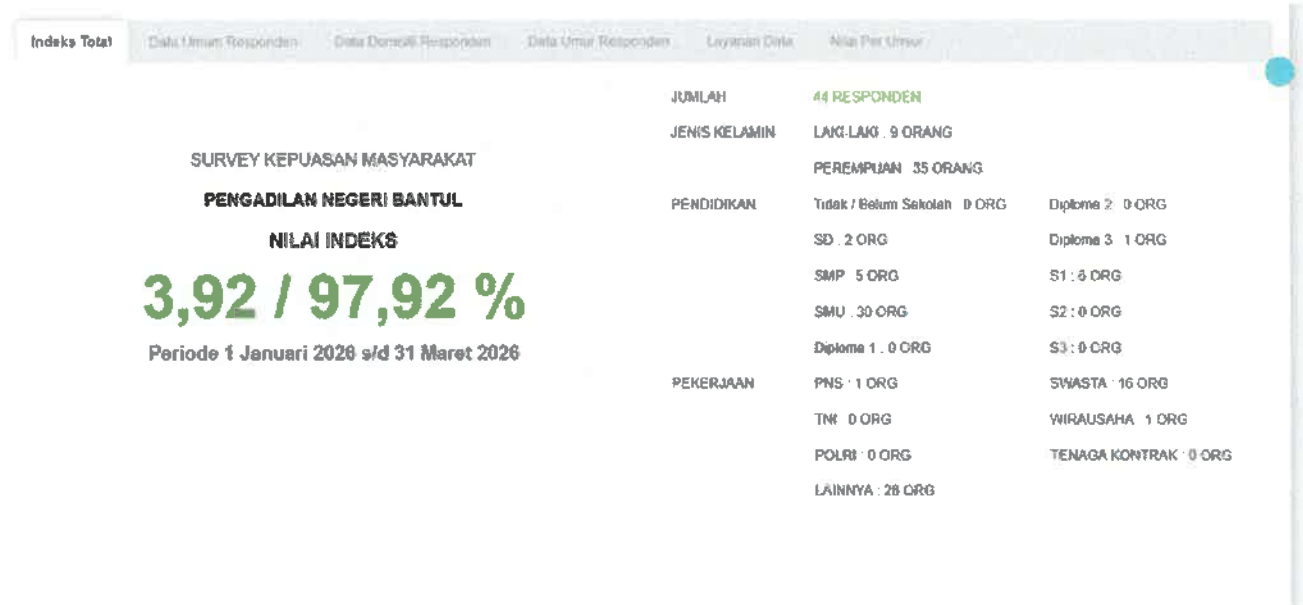 Indeks Total Data Umum Responden Data Domisili Responden Data Umur Responden Layanan Data Nilai Per Unsur
SURVEY KEPUASAN MASYARAKAT
PENGADILAN NEGERI BANTUL
NILAI INDEKS
3,92 / 97,92 %
Periode 1 Januari 2026 s/d 31 Maret 2026
JUMLAH 44 RESPONDEN
JENIS KELAMIN LAKI-LAKI : 9 ORANG
PEREMPUAN : 35 ORANG
PENDIDIKAN Tidak / Belum Sekolah : 0 ORG Diploma 2 : 0 ORG
SD : 2 ORG Diploma 3 : 1 ORG
SMP : 5 ORG S1 : 6 ORG
SMU : 30 ORG S2 : 0 ORG
Diploma 1 : 0 ORG S3 : 0 ORG
PEKERJAAN PNS : 1 ORG SWASTA : 16 ORG
TNI : 0 ORG WIRAUSAHA : 1 ORG
POLRI : 0 ORG TENAGA KONTRAK : 0 ORG
LAINNYA : 26 ORG